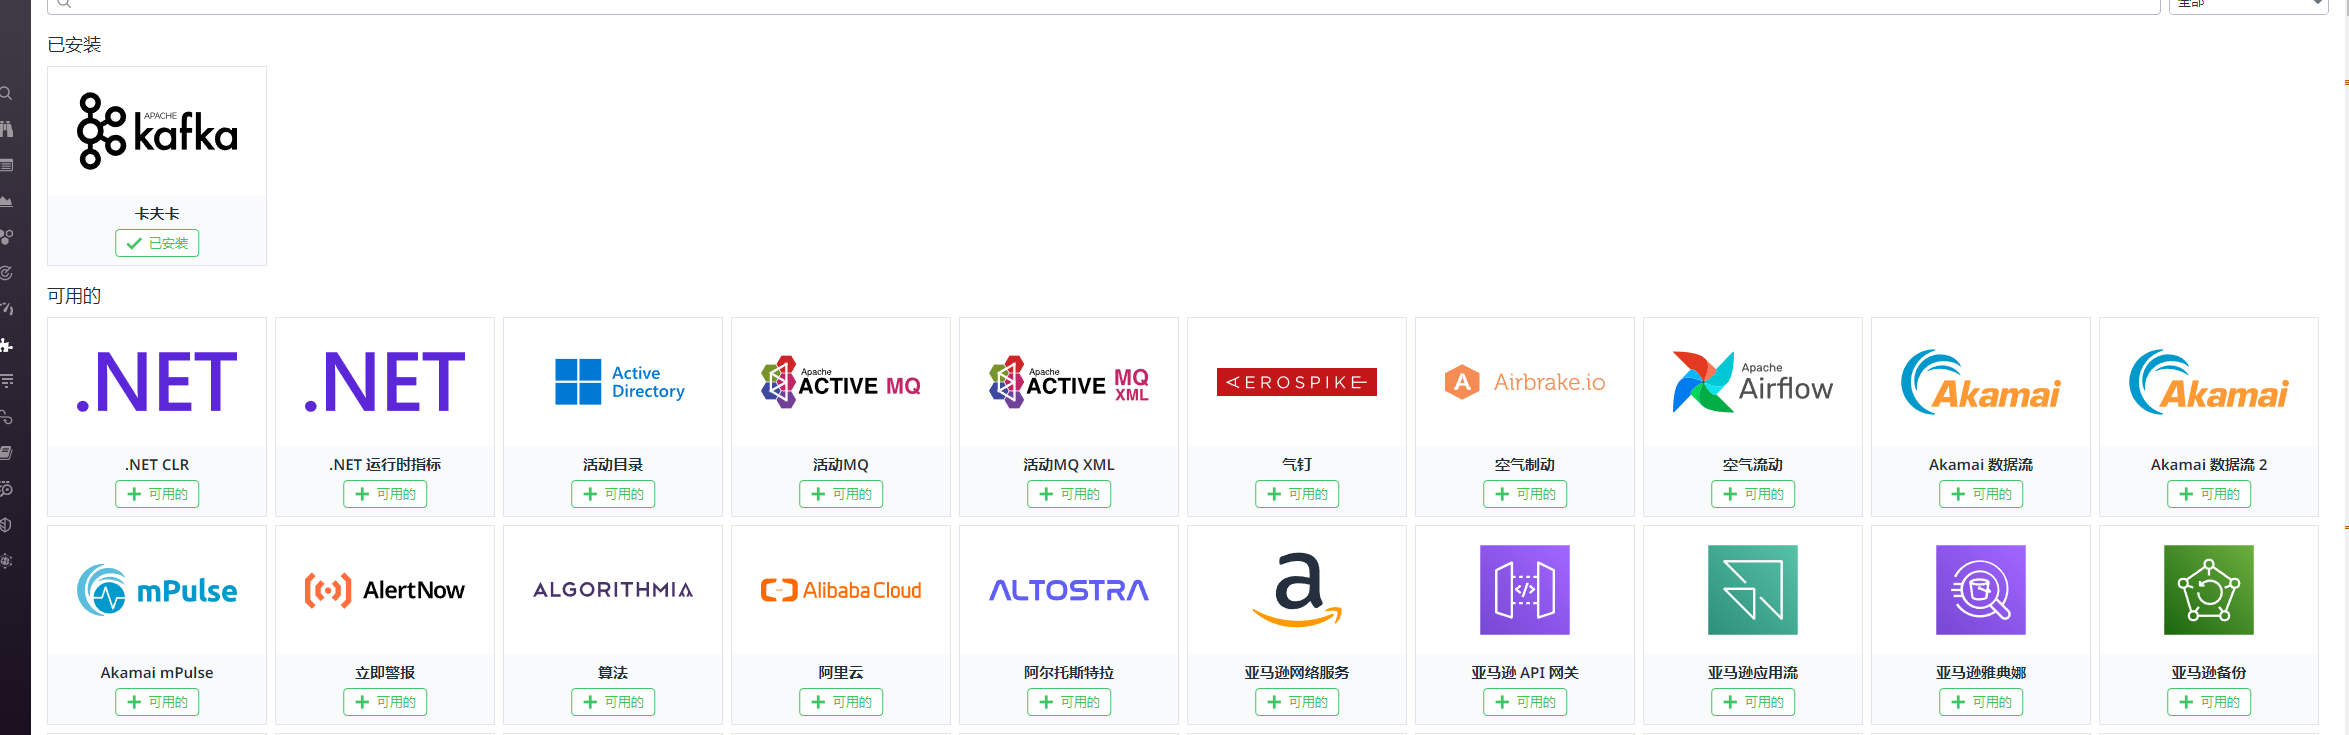 全部
已安装
APACHE
kafka
卡夫卡
已安装
可用的
.NET
.NET CLR
可用的
.NET
.NET 运行时指标
可用的
Active
Directory
活动目录
可用的
Apache
ACTIVE MQ
活动MQ
可用的
Apache
ACTIVE MQ
XML
活动MQ XML
可用的
AEROSPIKE
气钉
可用的
Airbrake.io
空气制动
可用的
Apache
Airflow
空气流动
可用的
Akamai
Akamai 数据流
可用的
Akamai
Akamai 数据流 2
可用的
mPulse
Akamai mPulse
可用的
AlertNow
立即警报
可用的
ALGORITHMIA
算法
可用的
Alibaba Cloud
阿里云
可用的
ALTOSTRA
阿尔托斯特拉
可用的
a
亚马逊网络服务
可用的
</>
亚马逊 API 网关
可用的
亚马逊应用流
可用的
亚马逊雅典娜
可用的
亚马逊备份
可用的